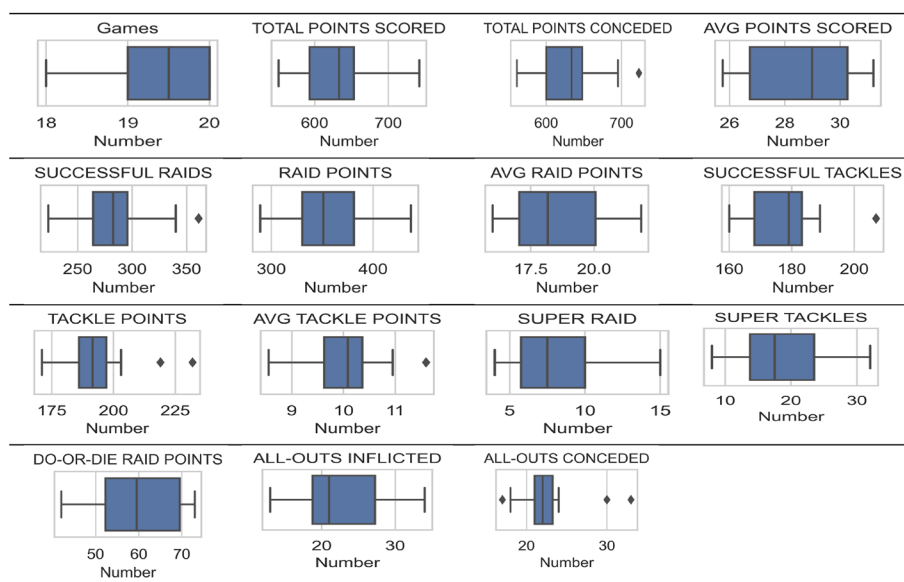 Games
TOTAL POINTS SCORED
TOTAL POINTS CONCEDED
AVG POINTS SCORED
18 19 20
600 700
600 700
26 28 30
Number
Number
Number
Number
SUCCESSFUL RAIDS
RAID POINTS
AVG RAID POINTS
SUCCESSFUL TACKLES
250 300 350
300 400
17.5 20.0
160 180 200
Number
Number
Number
Number
TACKLE POINTS
AVG TACKLE POINTS
SUPER RAID
SUPER TACKLES
175 200 225
9 10 11
5 10 15
10 20 30
Number
Number
Number
Number
DO-OR-DIE RAID POINTS
ALL-OUTS INFLICTED
ALL-OUTS CONCEDED
50 60 70
20 30
20 30
Number
Number
Number